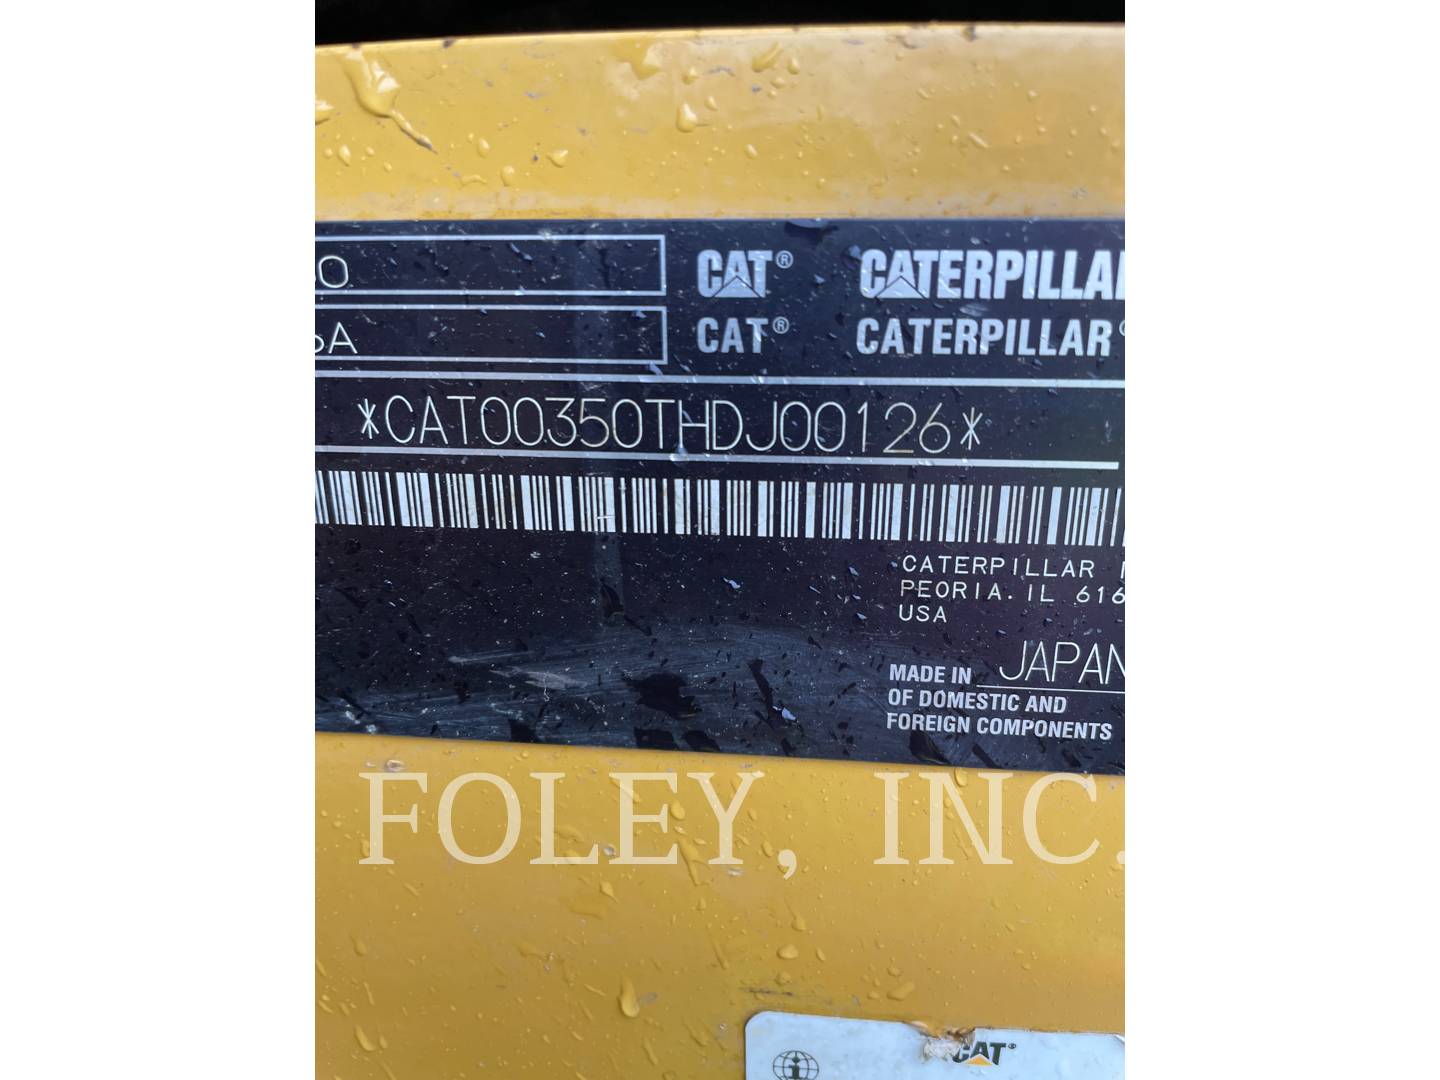 CAT® CATERPILLAR
CAT® CATERPILLAR®
*CAT00350THDJ00126*
CATERPILLAR
PEORIA. IL 616
USA
MADE IN JAPAN
OF DOMESTIC AND
FOREIGN COMPONENTS
FOLEY, INC.
i CAT®